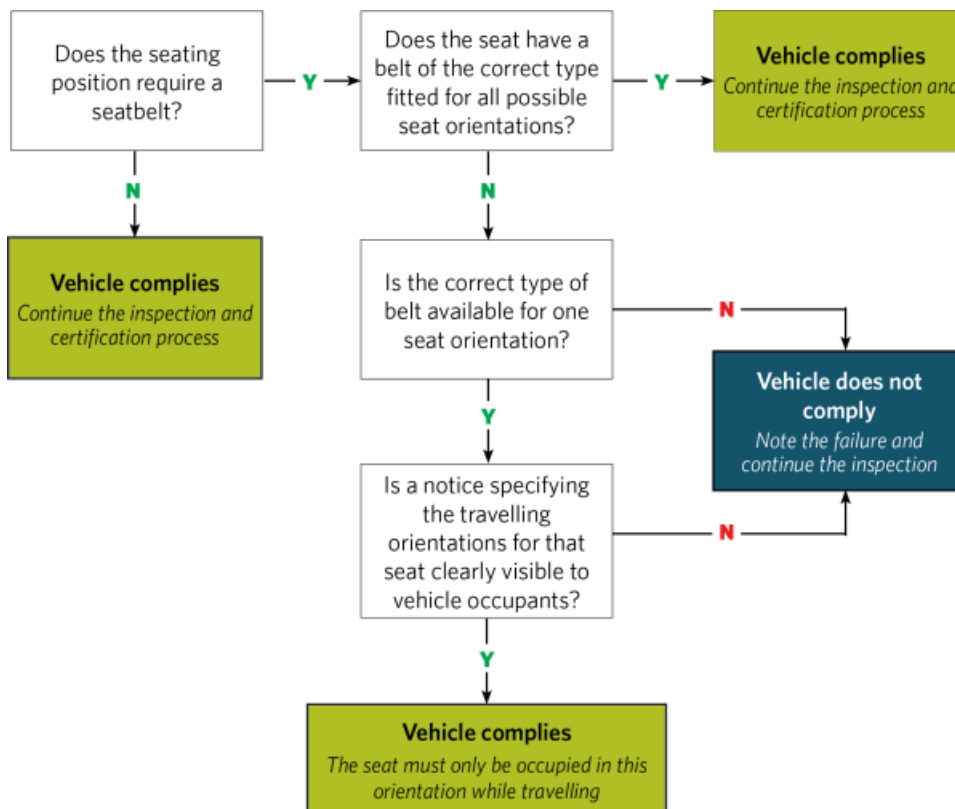 Does the seating
position require a
seatbelt?
Y
Does the seat have a
belt of the correct type
fitted for all possible
seat orientations?
Y
Vehicle complies
Continue the inspection and
certification process
N
Vehicle complies
Continue the inspection and
certification process
N
Is the correct type of
belt available for one
seat orientation?
N
Vehicle does not
comply
Note the failure and
continue the inspection
Y
Is a notice specifying
the travelling
orientations for that
seat clearly visible to
vehicle occupants?
N
Y
Vehicle complies
The seat must only be occupied in this
orientation while travelling